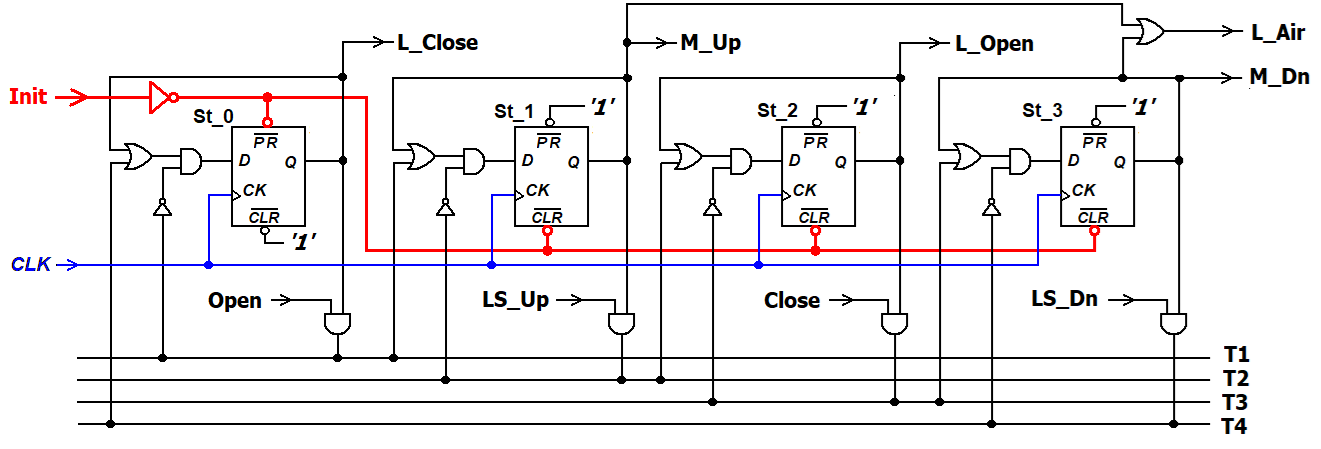 L_Close
M_Up
L_Open
L_Air
M_Dn
Init
St_0
St_1
'1'
St_2
'1'
St_3
'1'
PR
D
Q
CK
CLR
'1'
PR
D
Q
CK
CLR
PR
D
Q
CK
CLR
PR
D
Q
CK
CLR
CLK
Open
LS_Up
Close
LS_Dn
T1
T2
T3
T4